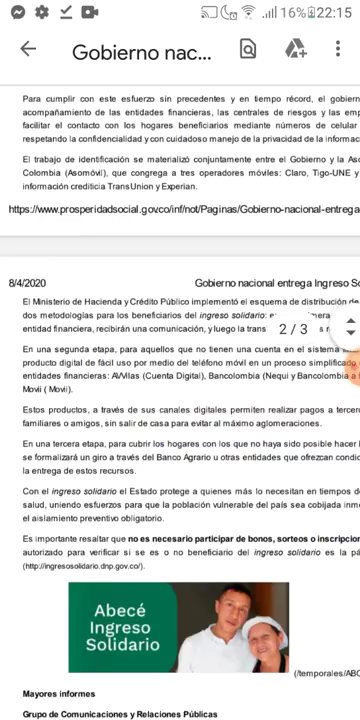 16% 22:15
Gobierno nac...
Para cumplir con este esfuerzo sin precedentes y en tiempo récord, el gobiern
acompañamiento de las entidades financieras, las centrales de riesgos y las emp
facilitar el contacto con los hogares beneficiarios mediante números de celular
respetando la confidencialidad y con cuidadoso manejo de la privacidad de la informac
El trabajo de identificación se materializó conjuntamente entre el Gobierno y la Aso
Colombia (Asomóvil), que congrega a tres operadores móviles: Claro, Tigo-UNE y
información crediticia TransUnion y Experian.
https://www.prosperidadsocial.gov.co/inf/not/Paginas/Gobierno-nacional-entrega
8/4/2020 Gobierno nacional entrega Ingreso So
El Ministerio de Hacienda y Crédito Público implementó el esquema de distribución de
dos metodologías para los beneficiarios del ingreso solidario: mera
entidad financiera, recibirán una comunicación, y luego la trans
2 / 3
En una segunda etapa, para aquellos que no tienen una cuenta en el sistema
producto digital de fácil uso por medio del teléfono móvil en un proceso simplificado
entidades financieras: AVVilas (Cuenta Digital), Bancolombia (Nequi y Bancolombia a
Movii ( Movii).
Estos productos, a través de sus canales digitales permiten realizar pagos a tercer
familiares o amigos, sin salir de casa para evitar al máximo aglomeraciones.
En una tercera etapa, para cubrir los hogares con los que no haya sido posible hacer
se formalizará un giro a través del Banco Agrario u otras entidades que ofrezcan condic
la entrega de estos recursos.
Con el ingreso solidario el Estado protege a quienes más lo necesitan en tiempos d
salud, uniendo esfuerzos para que la población vulnerable del país sea cobijada inm
el aislamiento preventivo obligatorio.
Es importante resaltar que no es necesario participar de bonos, sorteos o inscripcion
autorizado para verificar si se es o no beneficiario del ingreso solidario es la pá
(http://ingresosolidario.dnp.gov.co/).
Abecé
Ingreso
Solidario
(/temporales/ABC
Mayores informes
Grupo de Comunicaciones y Relaciones Públicas